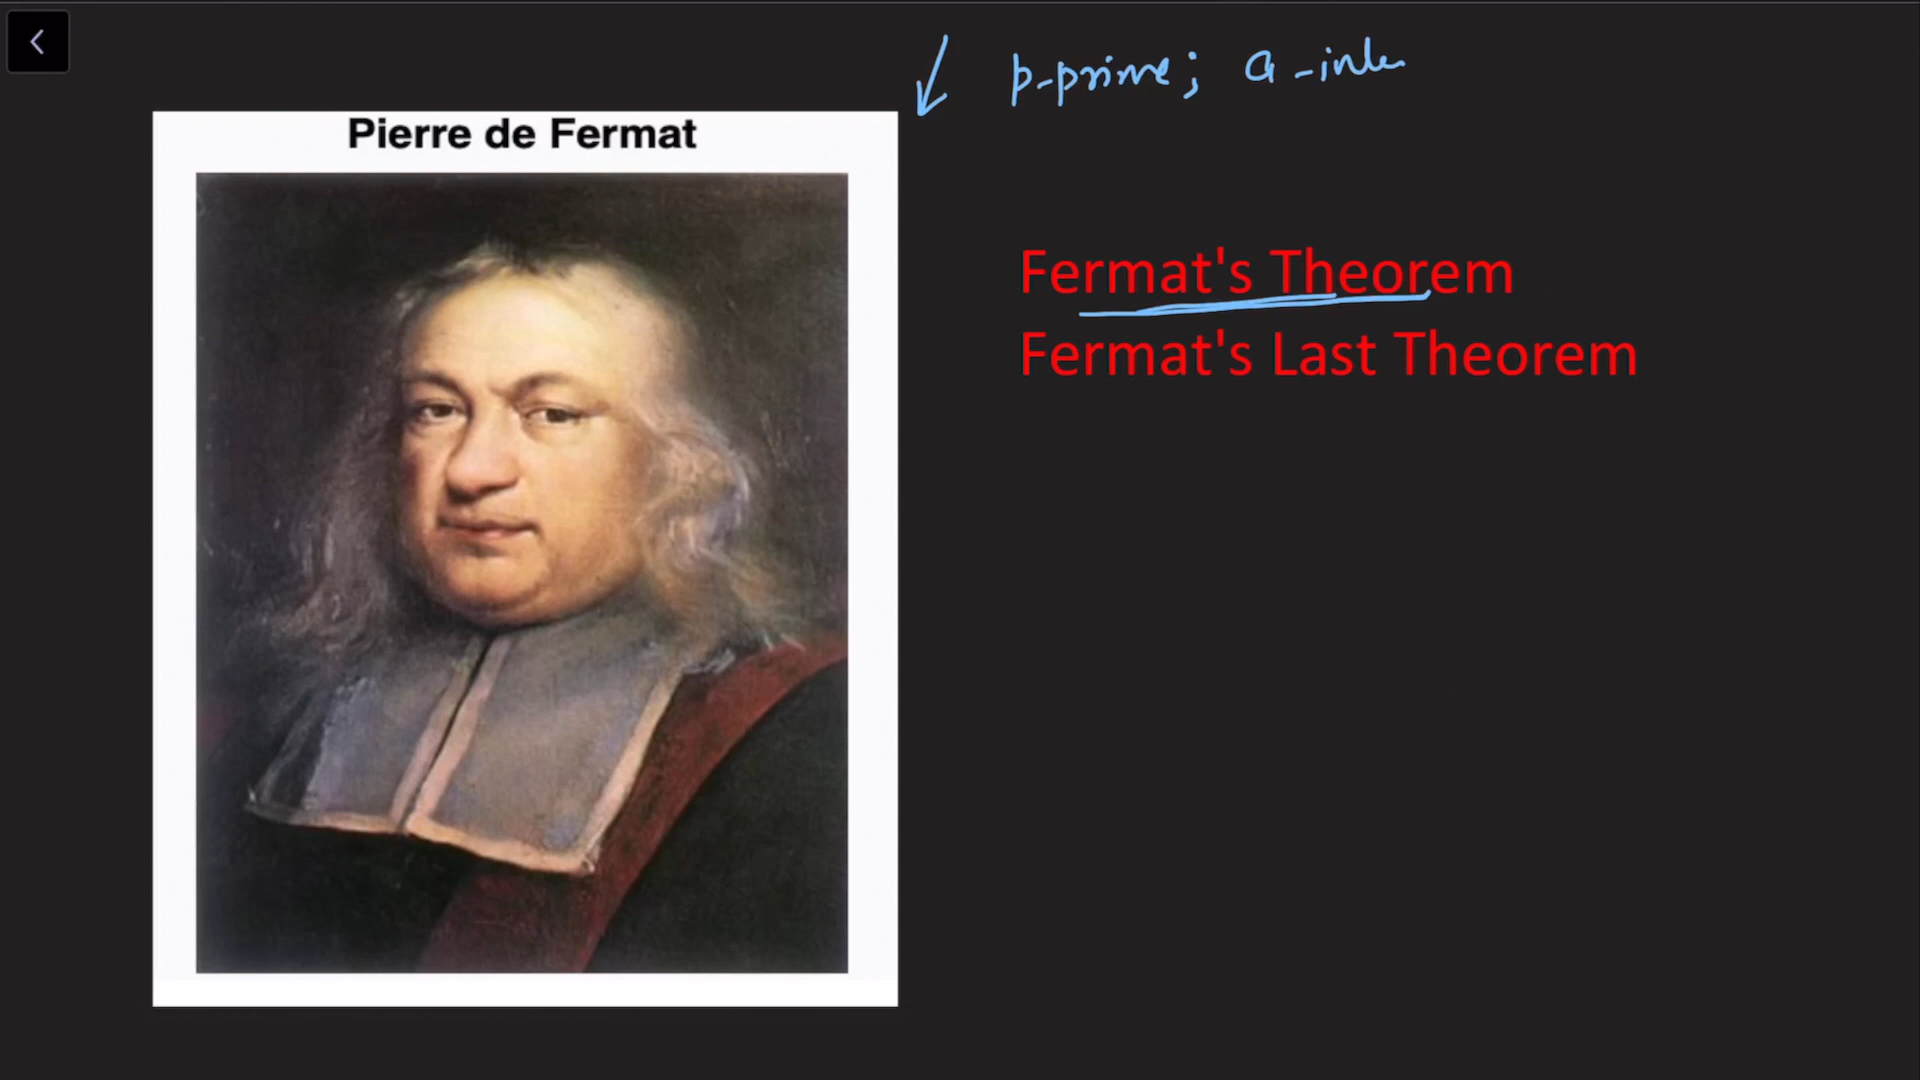 p-prime; a-inte
Pierre de Fermat
Fermat's Theorem
Fermat's Last Theorem